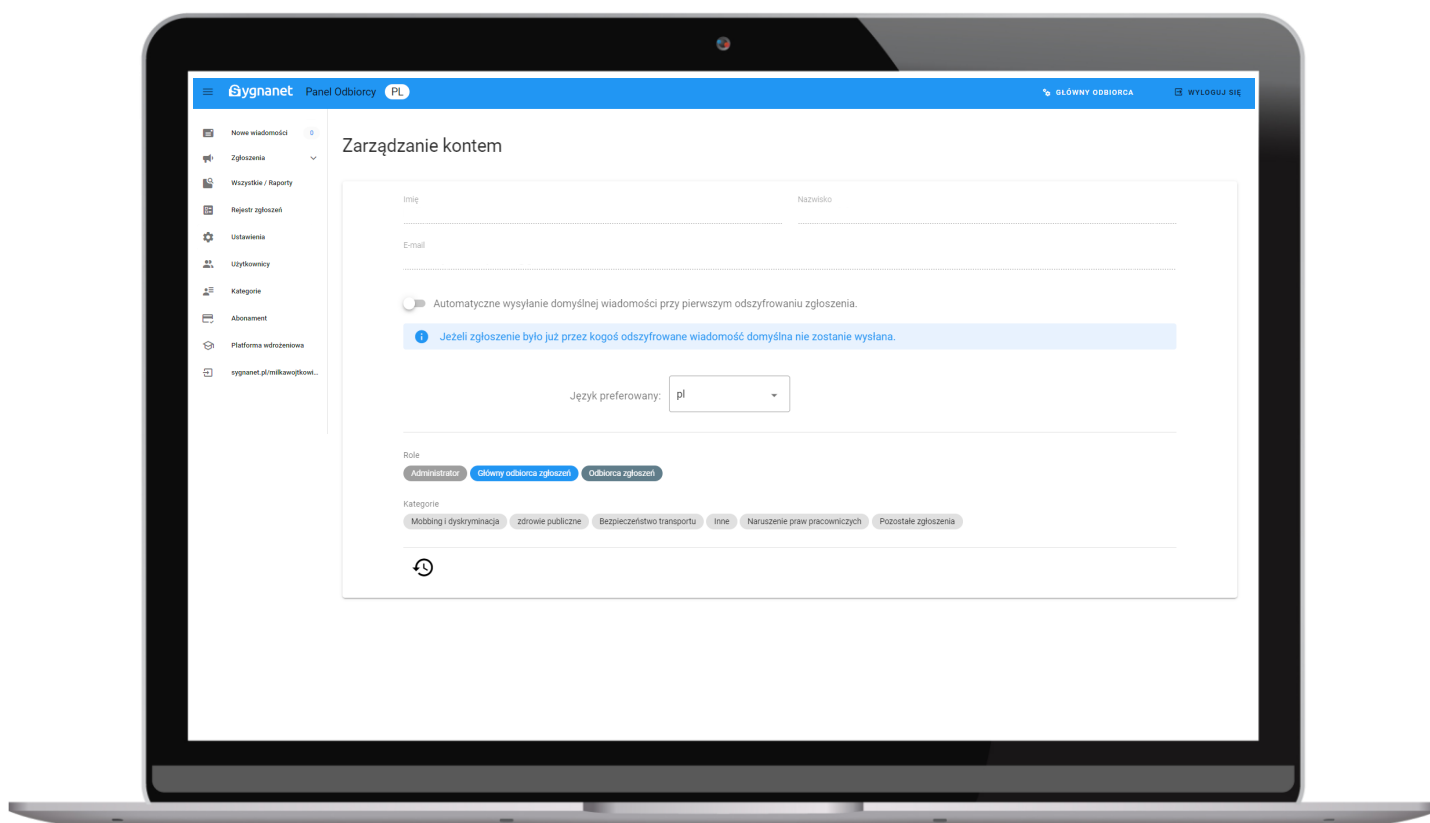 Sygnanet Panel Odbiorcy PL GŁÓWNY ODBIORCA WYLOGUJ SIĘ
Nowe wiadomości 0
Zgłoszenia
Wszystkie / Raporty
Rejestr zgłoszeń
Ustawienia
Użytkownicy
Kategorie
Abonament
Platforma wdrożeniowa
sygnanet.pl/milkawojtkowi...
Zarządzanie kontem
Imię Nazwisko
E-mail
Automatyczne wysyłanie domyślnej wiadomości przy pierwszym odszyfrowaniu zgłoszenia.
Jeżeli zgłoszenie było już przez kogoś odszyfrowane wiadomość domyślna nie zostanie wysłana.
Język preferowany: pl
Role
Administrator Główny odbiorca zgłoszeń Odbiorca zgłoszeń
Kategorie
Mobbing i dyskryminacja zdrowie publiczne Bezpieczeństwo transportu Inne Naruszenie praw pracowniczych Pozostałe zgłoszenia